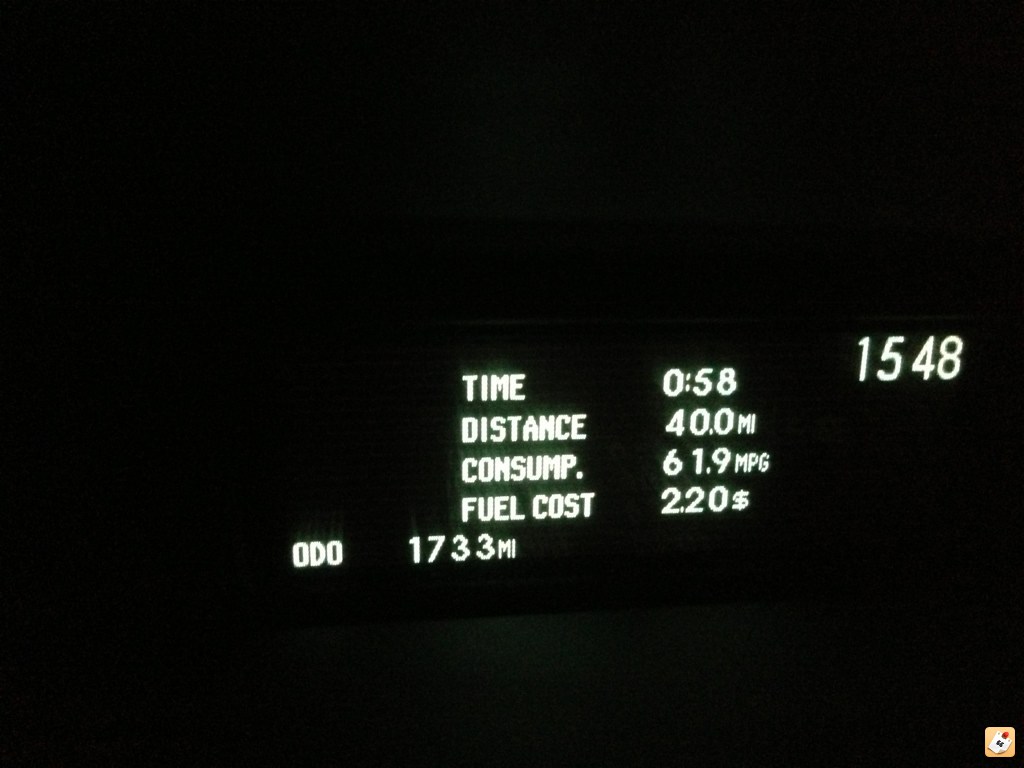 1548
TIME 0:58
DISTANCE 40.0MI
CONSUMP. 61.9MPG
FUEL COST 2.20$
ODO 1733MI